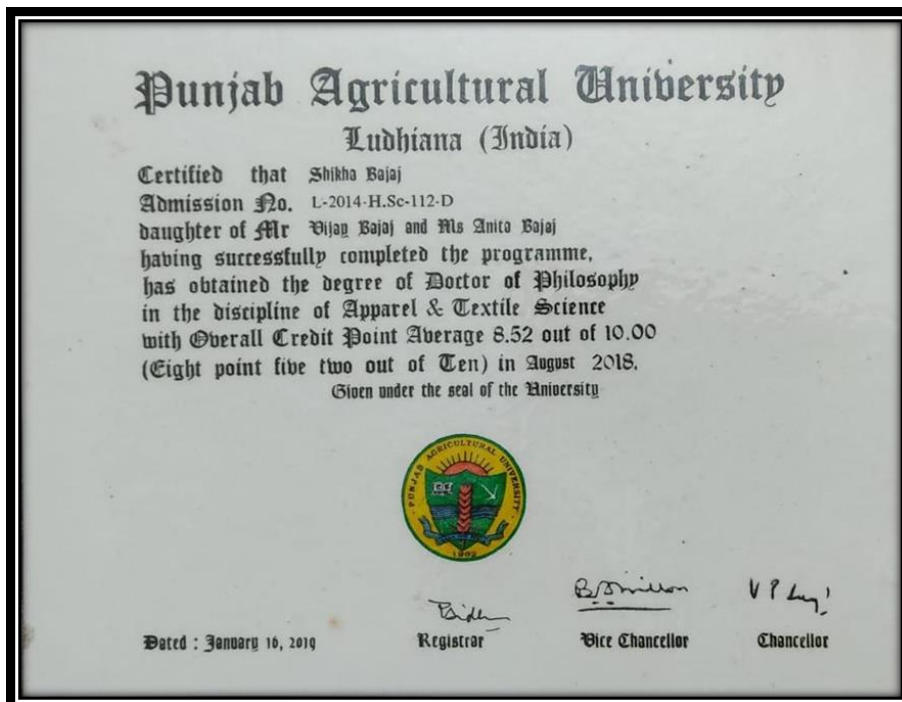 Punjab Agricultural University
Ludhiana (India)
Certified that Shikha Bajaj
Admission No. L-2014-H.Sc-112-D
daughter of Mr Vijay Bajaj and Ms Anita Bajaj
having successfully completed the programme,
has obtained the degree of Doctor of Philosophy
in the discipline of Apparel & Textile Science
with Overall Credit Point Average 8.52 out of 10.00
(Eight point five two out of Ten) in August 2018.
Given under the seal of the University
PUNJAB AGRICULTURAL UNIVERSITY
1962
Dated : January 16, 2019
Registrar
Vice Chancellor
Chancellor